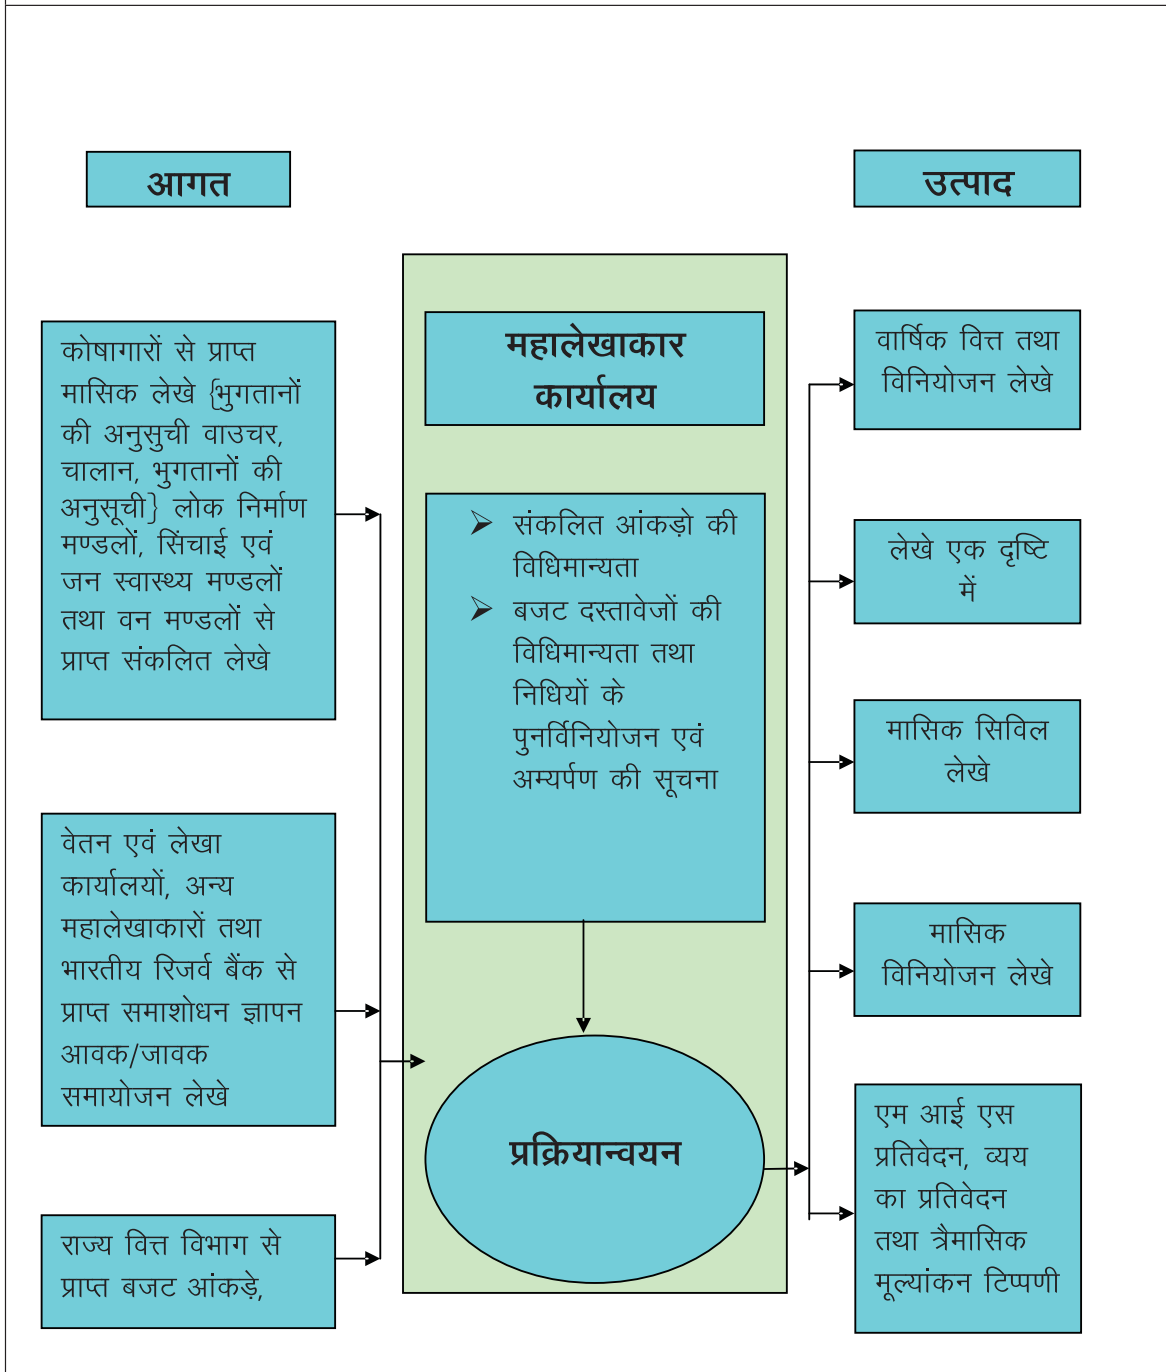 आगत
उत्पाद
कोषागारों से प्राप्त
मासिक लेखे {भुगतानों
की अनुसुची वाउचर,
चालान, भुगतानों की
अनुसूची} लोक निर्माण
मण्डलों, सिंचाई एवं
जन स्वास्थ्य मण्डलों
तथा वन मण्डलों से
प्राप्त संकलित लेखे
वेतन एवं लेखा
कार्यालयों, अन्य
महालेखाकारों तथा
भारतीय रिजर्व बैंक से
प्राप्त समाशोधन ज्ञापन
आवक/जावक
समायोजन लेखे
राज्य वित्त विभाग से
प्राप्त बजट आंकड़े,
महालेखाकार
कार्यालय
➢ संकलित आंकड़ो की
विधिमान्यता
➢ बजट दस्तावेजों की
विधिमान्यता तथा
निधियों के
पुनर्विनियोजन एवं
अम्यर्पण की सूचना
प्रक्रियान्वयन
वार्षिक वित्त तथा
विनियोजन लेखे
लेखे एक दृष्टि
में
मासिक सिविल
लेखे
मासिक
विनियोजन लेखे
एम आई एस
प्रतिवेदन, व्यय
का प्रतिवेदन
तथा त्रैमासिक
मूल्यांकन टिप्पणी